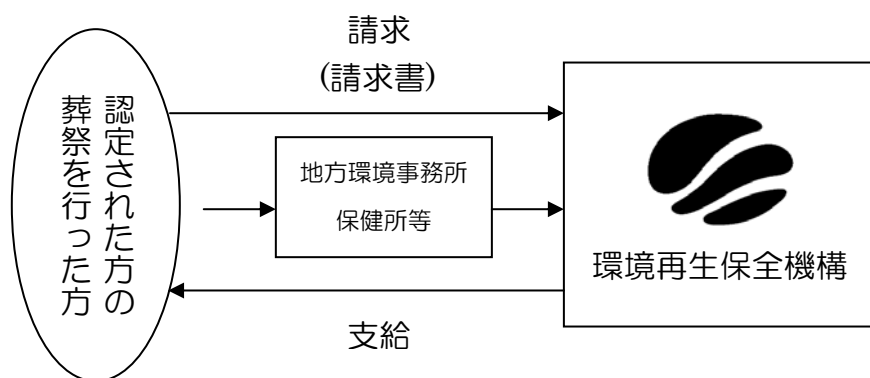 請求
(請求書)
認定された方の
葬祭を行った方
地方環境事務所
保健所等
環境再生保全機構
支給